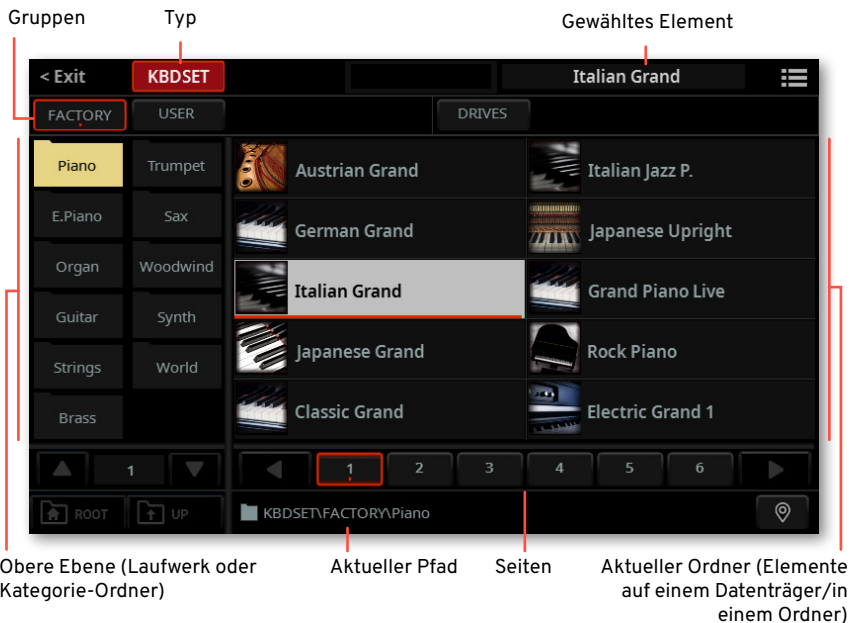 Gruppen Typ Gewähltes Element
< Exit KBDSET Italian Grand
FACTORY USER DRIVES
Piano Trumpet Austrian Grand Italian Jazz P.
E.Piano Sax German Grand Japanese Upright
Organ Woodwind Italian Grand Grand Piano Live
Guitar Synth
Strings World Japanese Grand Rock Piano
Brass Classic Grand Electric Grand 1
1 1 2 3 4 5 6
ROOT UP KBDSET\FACTORY\Piano
Obere Ebene (Laufwerk oder
Kategorie-Ordner)
Aktueller Pfad
Seiten
Aktueller Ordner (Elemente
auf einem Datenträger/in
einem Ordner)